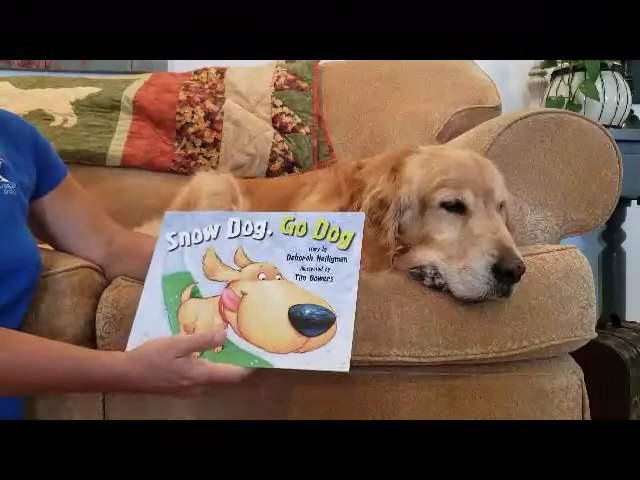 Snow Dog, Go Dog
story by
Deborah Heiligman
illustrated by
Tim Bowers